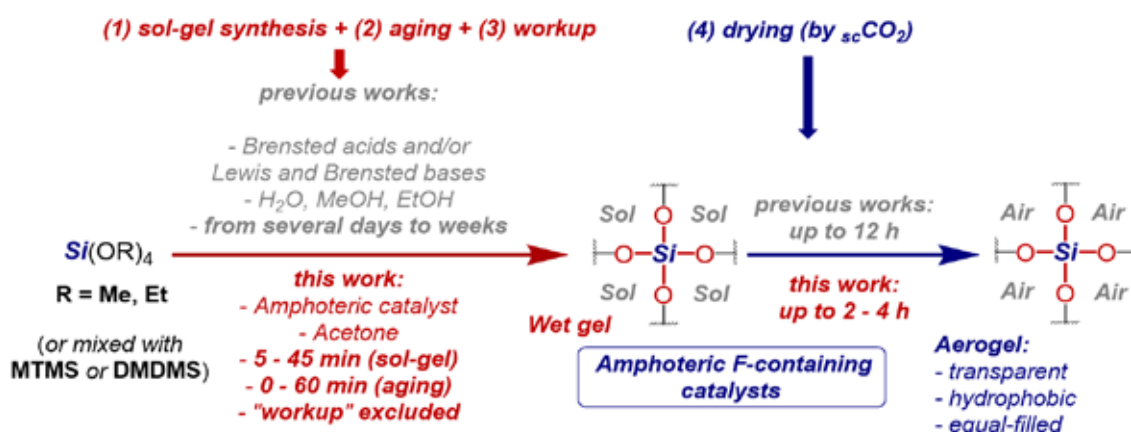 (1) sol-gel synthesis + (2) aging + (3) workup
previous works:
- Brensted acids and/or
Lewis and Brensted bases
- H₂O, MeOH, EtOH
- from several days to weeks
Si(OR)₄
R = Me, Et
(or mixed with
MTMS or DMDMS)
this work:
- Amphoteric catalyst
- Acetone
- 5 - 45 min (sol-gel)
- 0 - 60 min (aging)
- "workup" excluded
Sol Sol
O
O Si O
O
Sol Sol
Wet gel
(4) drying (by scCO₂)
previous works:
up to 12 h
this work:
up to 2 - 4 h
Amphoteric F-containing
catalysts
Air Air
O
O Si O
O
Air Air
Aerogel:
- transparent
- hydrophobic
- equal-filled